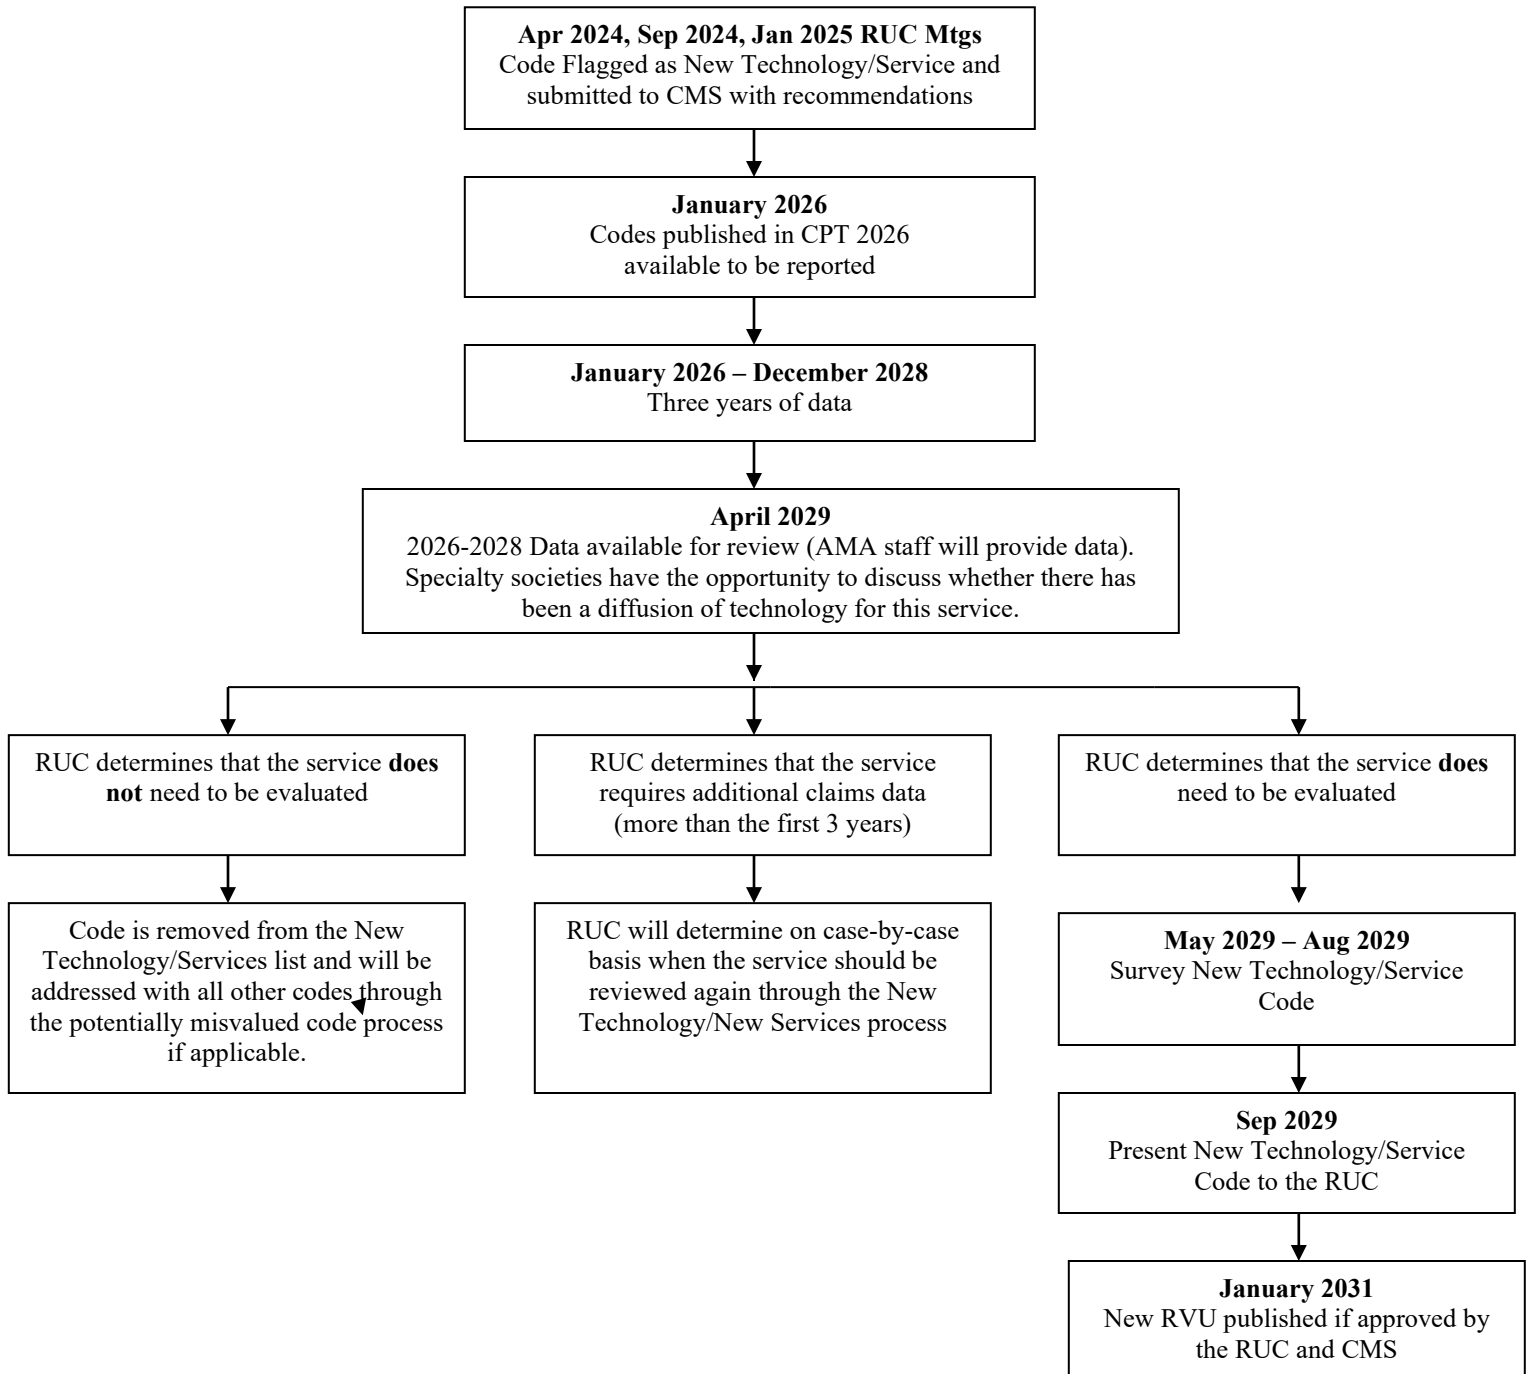 Apr 2024, Sep 2024, Jan 2025 RUC Mtgs
Code Flagged as New Technology/Service and
submitted to CMS with recommendations
January 2026
Codes published in CPT 2026
available to be reported
January 2026 – December 2028
Three years of data
April 2029
2026-2028 Data available for review (AMA staff will provide data).
Specialty societies have the opportunity to discuss whether there has
been a diffusion of technology for this service.
RUC determines that the service does
not need to be evaluated
RUC determines that the service
requires additional claims data
(more than the first 3 years)
RUC determines that the service does
need to be evaluated
Code is removed from the New
Technology/Services list and will be
addressed with all other codes through
the potentially misvalued code process
if applicable.
RUC will determine on case-by-case
basis when the service should be
reviewed again through the New
Technology/New Services process
May 2029 – Aug 2029
Survey New Technology/Service
Code
Sep 2029
Present New Technology/Service
Code to the RUC
January 2031
New RVU published if approved by
the RUC and CMS